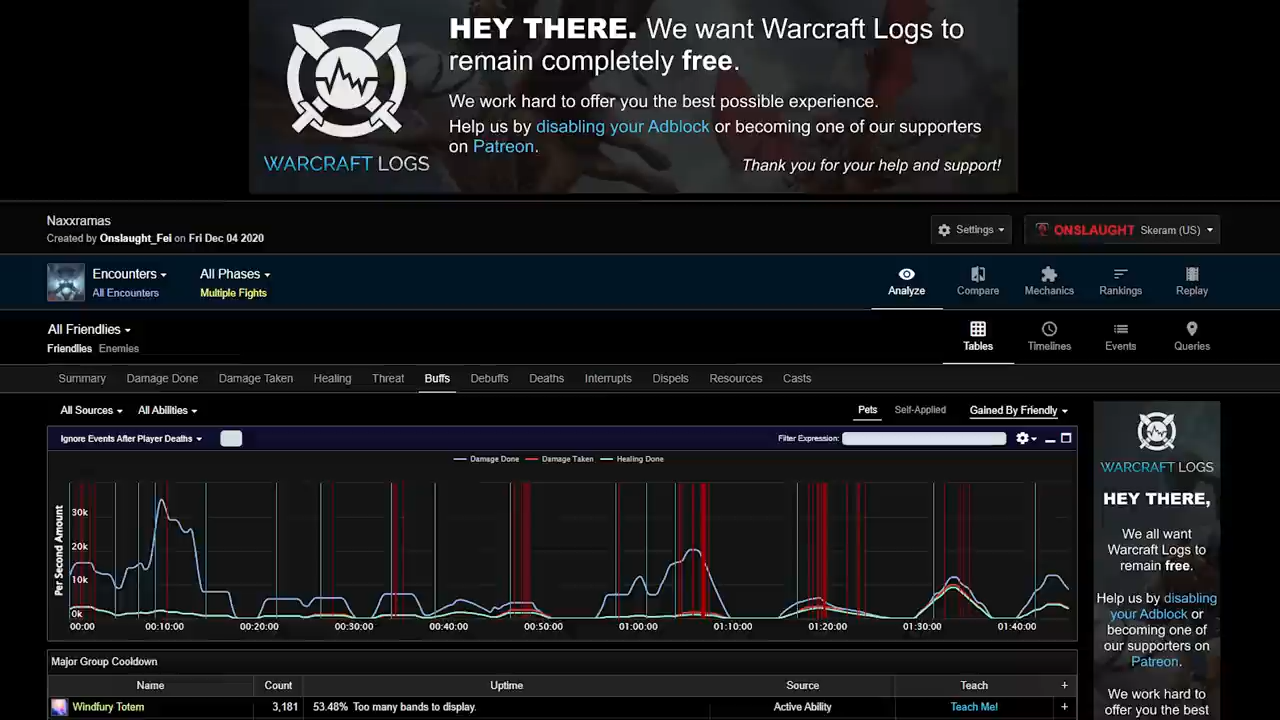 HEY THERE. We want Warcraft Logs to
remain completely free.
We work hard to offer you the best possible experience.
Help us by disabling your Adblock or becoming one of our supporters
on Patreon.
WARCRAFT LOGS
Thank you for your help and support!
Naxxramas
Created by Onslaught_Fei on Fri Dec 04 2020
Settings
ONSLAUGHT Skeram (US)
Encounters
All Encounters
All Phases
Multiple Fights
Analyze Compare Mechanics Rankings Replay
All Friendlies
Friendlies Enemies
Tables Timelines Events Queries
Summary Damage Done Damage Taken Healing Threat Buffs Debuffs Deaths Interrupts Dispels Resources Casts
All Sources All Abilities Pets Self-Applied Gained By Friendly
Ignore Events After Player Deaths Filter Expression:
Damage Done Damage Taken Healing Done
Per Second Amount
30k
20k
10k
0k
00:00 00:10:00 00:20:00 00:30:00 00:40:00 00:50:00 01:00:00 01:10:00 01:20:00 01:30:00 01:40:00
Major Group Cooldown
Name Count Uptime Source Teach +
Windfury Totem 3,181 53.48% Too many bands to display. Active Ability Teach Me! +
WARCRAFT LOGS
HEY THERE,
We all want
Warcraft Logs to
remain free.
Help us by disabling
your Adblock or
becoming one of
our supporters on
Patreon.
We work hard to
offer you the best